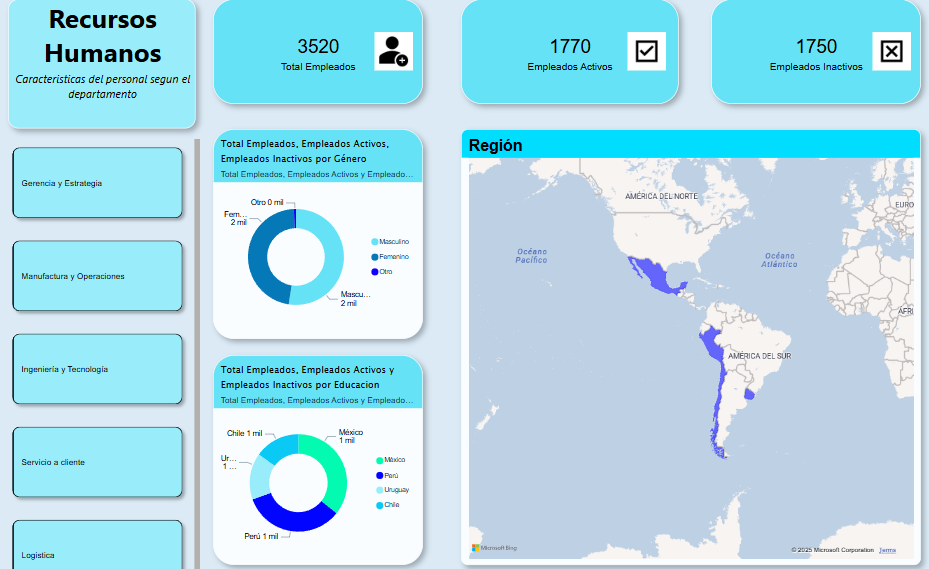 Recursos
Humanos
Caracteristicas del personal segun el
departamento
3520
Total Empleados
1770
Empleados Activos
1750
Empleados Inactivos
Gerencia y Estrategia
Manufactura y Operaciones
Ingeniería y Tecnología
Servicio a cliente
Logistica
Total Empleados, Empleados Activos,
Empleados Inactivos por Género
Total Empleados, Empleados Activos y Empleado...
Otro 0 mil
Fem...
2 mil
Mascu...
2 mil
Masculino
Femenino
Otro
Total Empleados, Empleados Activos y
Empleados Inactivos por Educacion
Total Empleados, Empleados Activos y Empleado...
Chile 1 mil
México
1 mil
Ur...
1 ...
Perú 1 mil
México
Perú
Uruguay
Chile
Región
AMÉRICA DEL NORTE
EURO
Océano
Pacífico
Océano
Atlántico
ÁFRI
AMÉRICA DEL SUR
Microsoft Bing
© 2025 Microsoft Corporation Terms